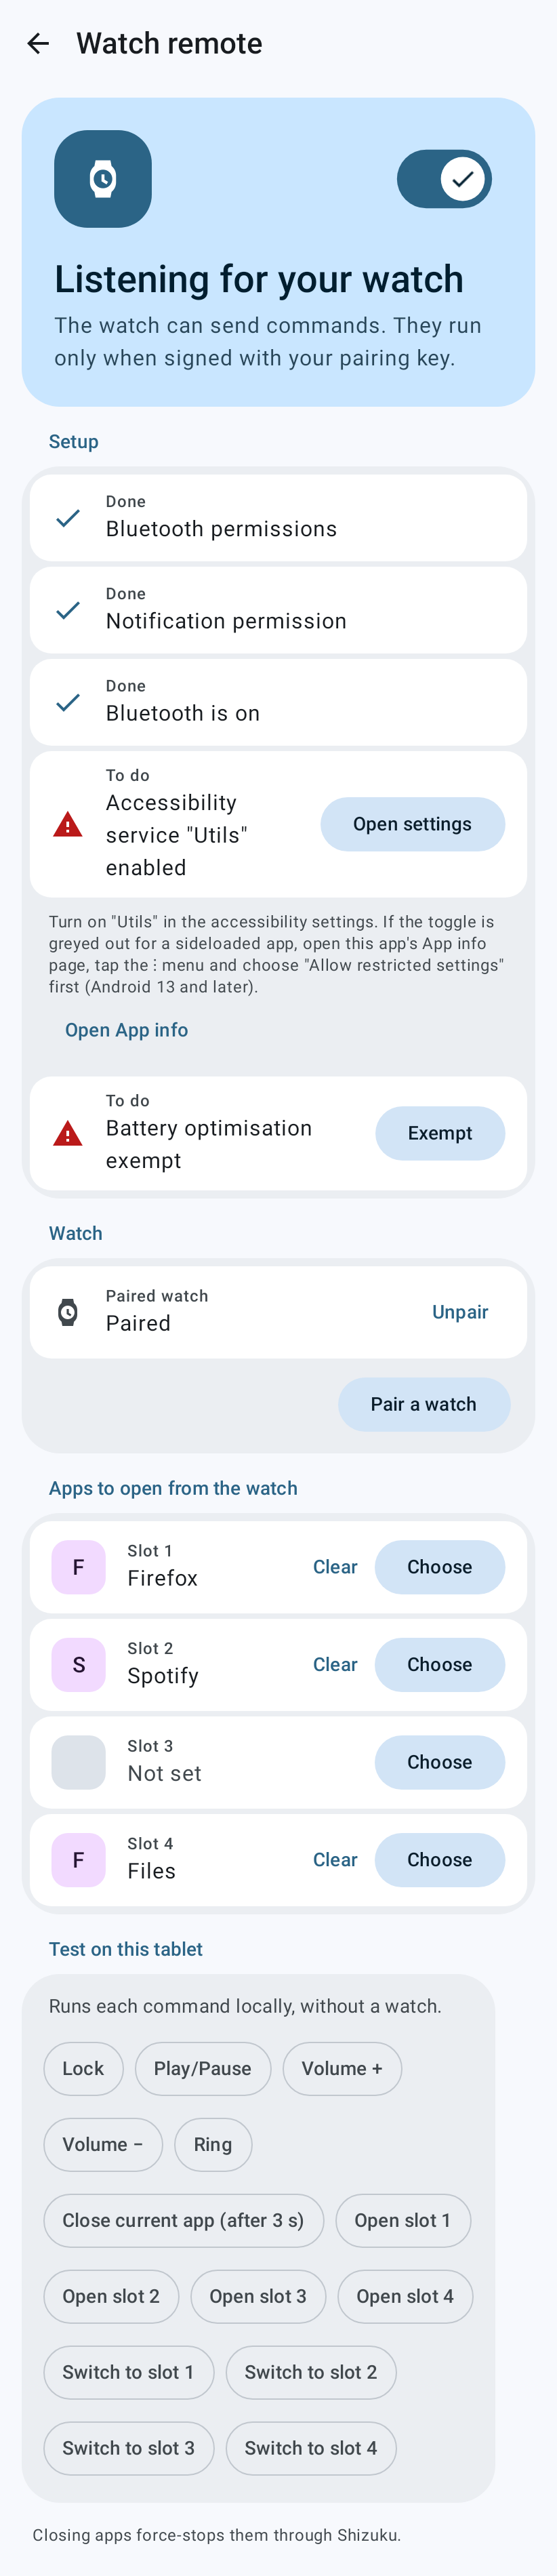 Watch remote
Listening for your watch
The watch can send commands. They run
only when signed with your pairing key.
Setup
Done
Bluetooth permissions
Done
Notification permission
Done
Bluetooth is on
To do
Accessibility
service "Utils"
enabled
Open settings
Turn on "Utils" in the accessibility settings. If the toggle is
greyed out for a sideloaded app, open this app's App info
page, tap the ⋮ menu and choose "Allow restricted settings"
first (Android 13 and later).
Open App info
To do
Battery optimisation
exempt
Exempt
Watch
Paired watch
Paired
Unpair
Pair a watch
Apps to open from the watch
F
Slot 1
Firefox
Clear
Choose
S
Slot 2
Spotify
Clear
Choose
Slot 3
Not set
Choose
F
Slot 4
Files
Clear
Choose
Test on this tablet
Runs each command locally, without a watch.
Lock
Play/Pause
Volume +
Volume −
Ring
Close current app (after 3 s)
Open slot 1
Open slot 2
Open slot 3
Open slot 4
Switch to slot 1
Switch to slot 2
Switch to slot 3
Switch to slot 4
Closing apps force-stops them through Shizuku.